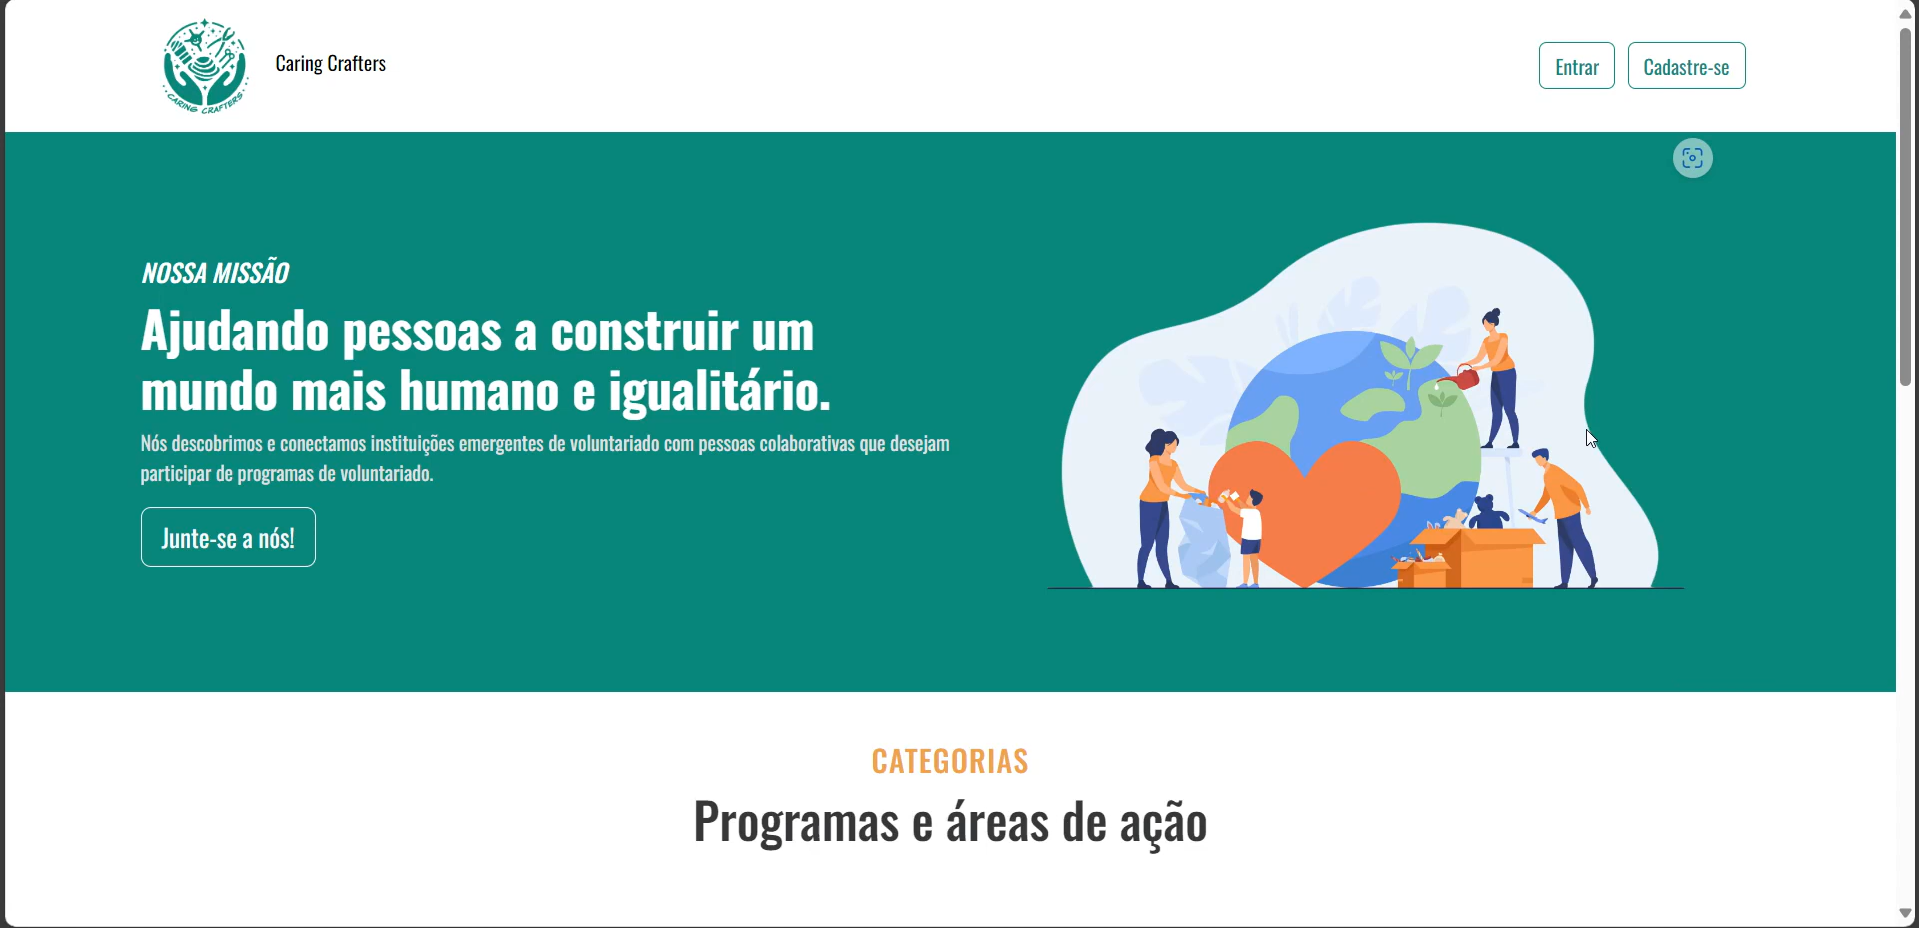 CARING CRAFTERS
Caring Crafters
Entrar
Cadastre-se
NOSSA MISSÃO
Ajudando pessoas a construir um
mundo mais humano e igualitário.
Nós descobrimos e conectamos instituições emergentes de voluntariado com pessoas colaborativas que desejam
participar de programas de voluntariado.
Junte-se a nós!
CATEGORIAS
Programas e áreas de ação